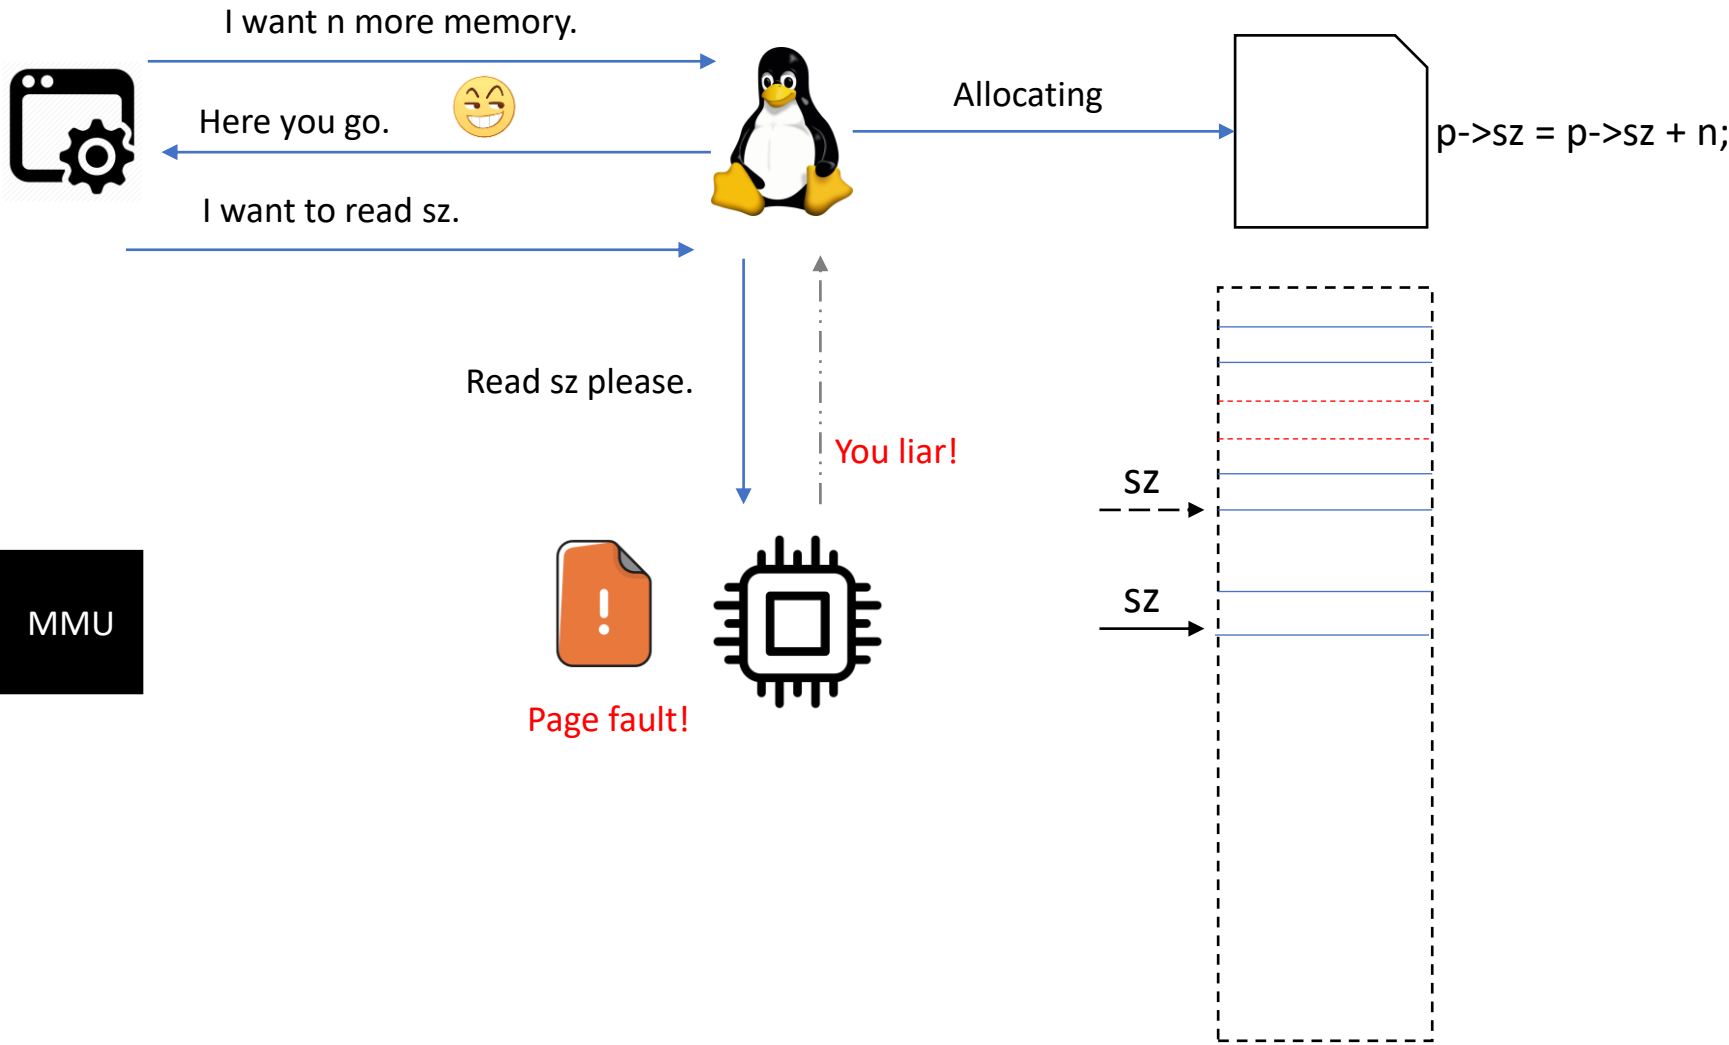 I want n more memory.
Here you go.
I want to read sz.
Allocating
p->sz = p->sz + n;
Read sz please.
You liar!
sz
sz
MMU
!
Page fault!